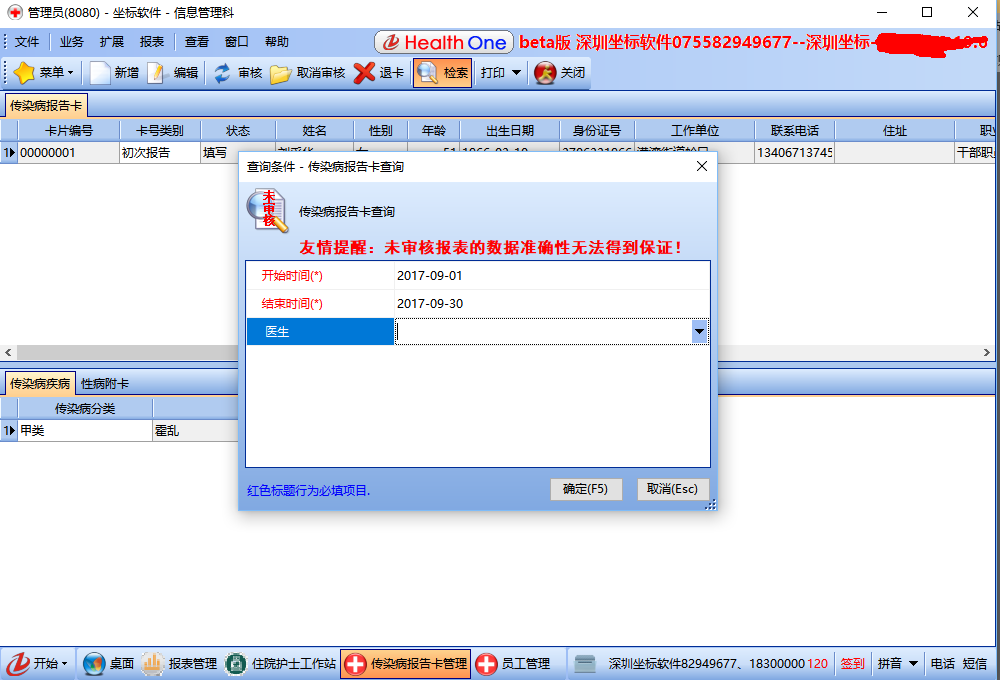 管理员(8080) - 坐标软件 - 信息管理科
文件 业务 扩展 报表 查看 窗口 帮助 Health One beta版 深圳坐标软件075582949677--深圳坐标-
菜单 新增 编辑 审核 取消审核 退卡 检索 打印 关闭
传染病报告卡
卡片编号 卡号类别 状态 姓名 性别 年龄 出生日期 身份证号 工作单位 联系电话 住址
1 00000001 初次报告 填写 13406713745 干部职
查询条件 - 传染病报告卡查询
未审核
传染病报告卡查询
友情提醒：未审核报表的数据准确性无法得到保证！
开始时间(*) 2017-09-01
结束时间(*) 2017-09-30
医生
传染病疾病 性病附卡
传染病分类
1 甲类 霍乱
红色标题行为必填项目. 确定(F5) 取消(Esc)
开始 桌面 报表管理 住院护士工作站 传染病报告卡管理 员工管理 深圳坐标软件82949677、18300000 120 签到 拼音 电话 短信